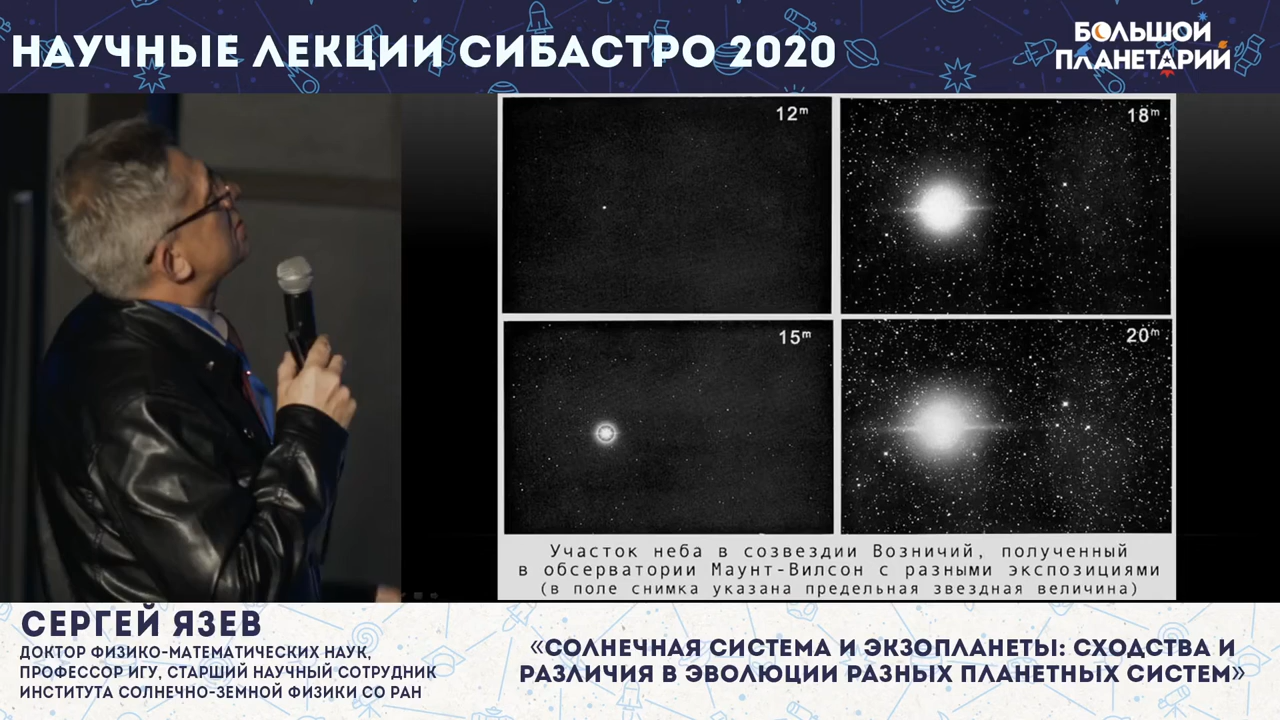 НАУЧНЫЕ ЛЕКЦИИ СИБАСТРО 2020
БОЛЬШОЙ
ПЛАНЕТАРИЙ
12ᵐ
18ᵐ
15ᵐ
20ᵐ
Участок неба в созвездии Возничий, полученный
в обсерватории Маунт-Вилсон с разными экспозициями
(в поле снимка указана предельная звездная величина)
СЕРГЕЙ ЯЗЕВ
ДОКТОР ФИЗИКО-МАТЕМАТИЧЕСКИХ НАУК,
ПРОФЕССОР ИГУ, СТАРШИЙ НАУЧНЫЙ СОТРУДНИК
ИНСТИТУТА СОЛНЕЧНО-ЗЕМНОЙ ФИЗИКИ СО РАН
«СОЛНЕЧНАЯ СИСТЕМА И ЭКЗОПЛАНЕТЫ: СХОДСТВА И
РАЗЛИЧИЯ В ЭВОЛЮЦИИ РАЗНЫХ ПЛАНЕТНЫХ СИСТЕМ»